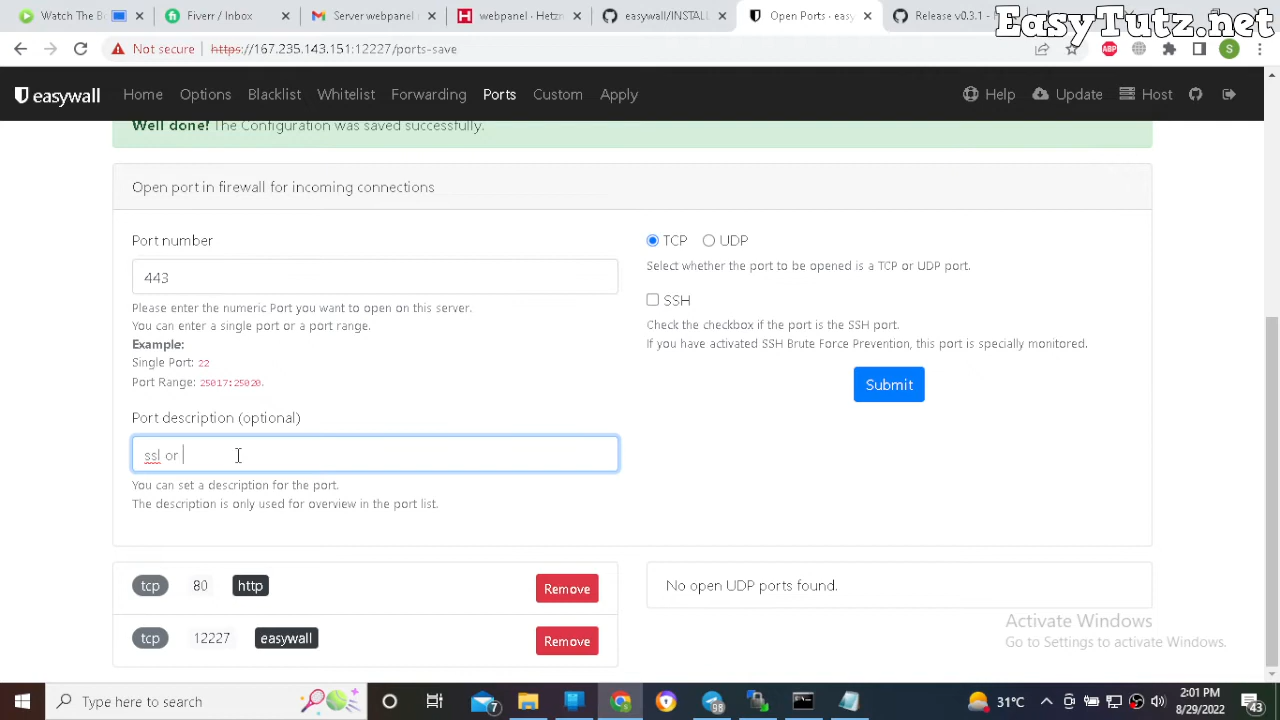 Watch The B
Fiverr / Inbox
Server webpanel
webpanel · Hetz
easywall/INSTALL
Open Ports · easy
Release v0.3.1 -
EasyTutz.net
Not secure https://167.235.143.151:12227/ports-save
ABP S
easywall Home Options Blacklist Whitelist Forwarding Ports Custom Apply Help Update Host
Well done! The Configuration was saved successfully.
Open port in firewall for incoming connections
Port number
443
Please enter the numeric Port you want to open on this server.
You can enter a single port or a port range.
Example:
Single Port: 22
Port Range: 25017:25020.
Port description (optional)
ssl or
You can set a description for the port.
The description is only used for overview in the port list.
TCP UDP
Select whether the port to be opened is a TCP or UDP port.
SSH
Check the checkbox if the port is the SSH port.
If you have activated SSH Brute Force Prevention, this port is specially monitored.
Submit
tcp 80 http Remove
tcp 12227 easywall Remove
No open UDP ports found.
Activate Windows
Go to Settings to activate Windows.
Type here to search
7
98
31°C
2:01 PM
8/29/2022
43